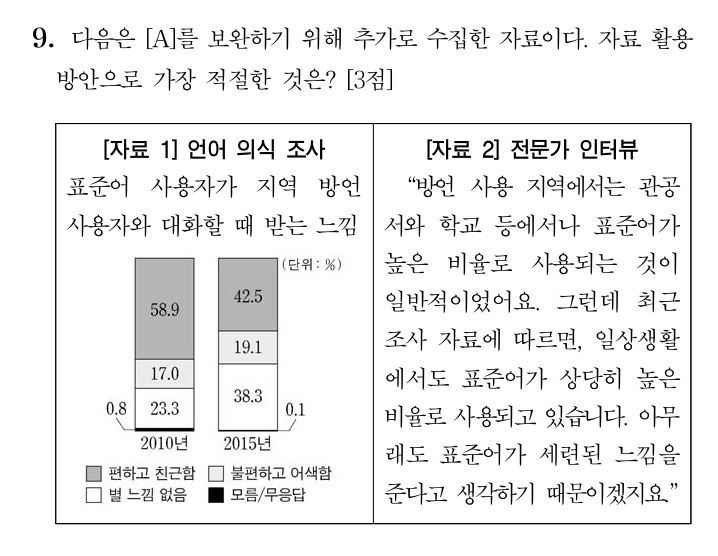 9. 다음은 [A]를 보완하기 위해 추가로 수집한 자료이다. 자료 활용
방안으로 가장 적절한 것은? [3점]
[자료 1] 언어 의식 조사
표준어 사용자가 지역 방언
사용자와 대화할 때 받는 느낌
(단위: %)
58.9
42.5
17.0
19.1
23.3
38.3
0.8
0.1
2010년
2015년
편하고 친근함
불편하고 어색함
별 느낌 없음
모름/무응답
[자료 2] 전문가 인터뷰
“방언 사용 지역에서는 관공
서와 학교 등에서나 표준어가
높은 비율로 사용되는 것이
일반적이었어요. 그런데 최근
조사 자료에 따르면, 일상생활
에서도 표준어가 상당히 높은
비율로 사용되고 있습니다. 아무
래도 표준어가 세련된 느낌을
준다고 생각하기 때문이겠지요.”